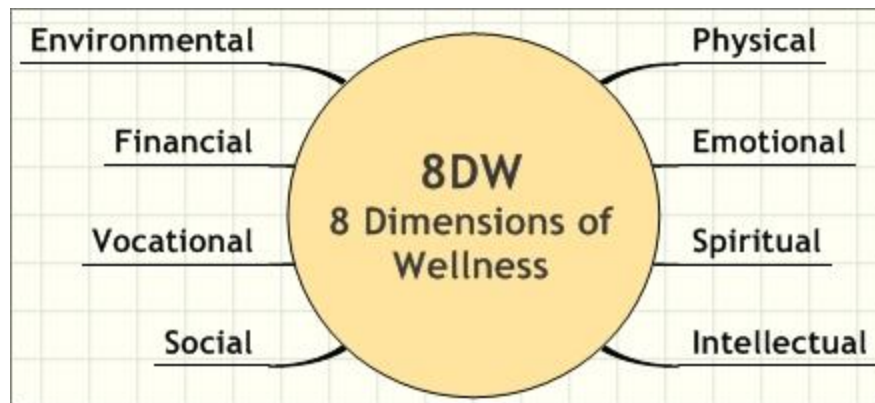 Environmental
Financial
Vocational
Social
8DW
8 Dimensions of
Wellness
Physical
Emotional
Spiritual
Intellectual